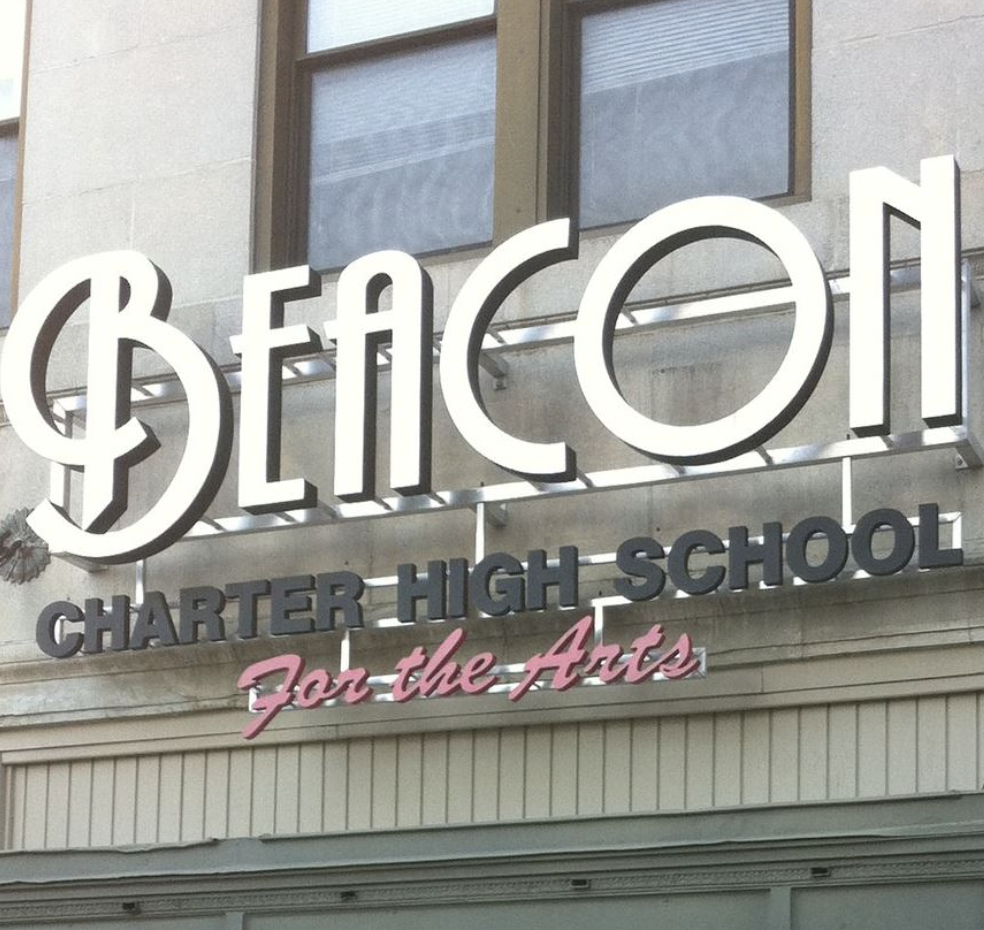 BEACON
CHARTER HIGH SCHOOL
For the Arts